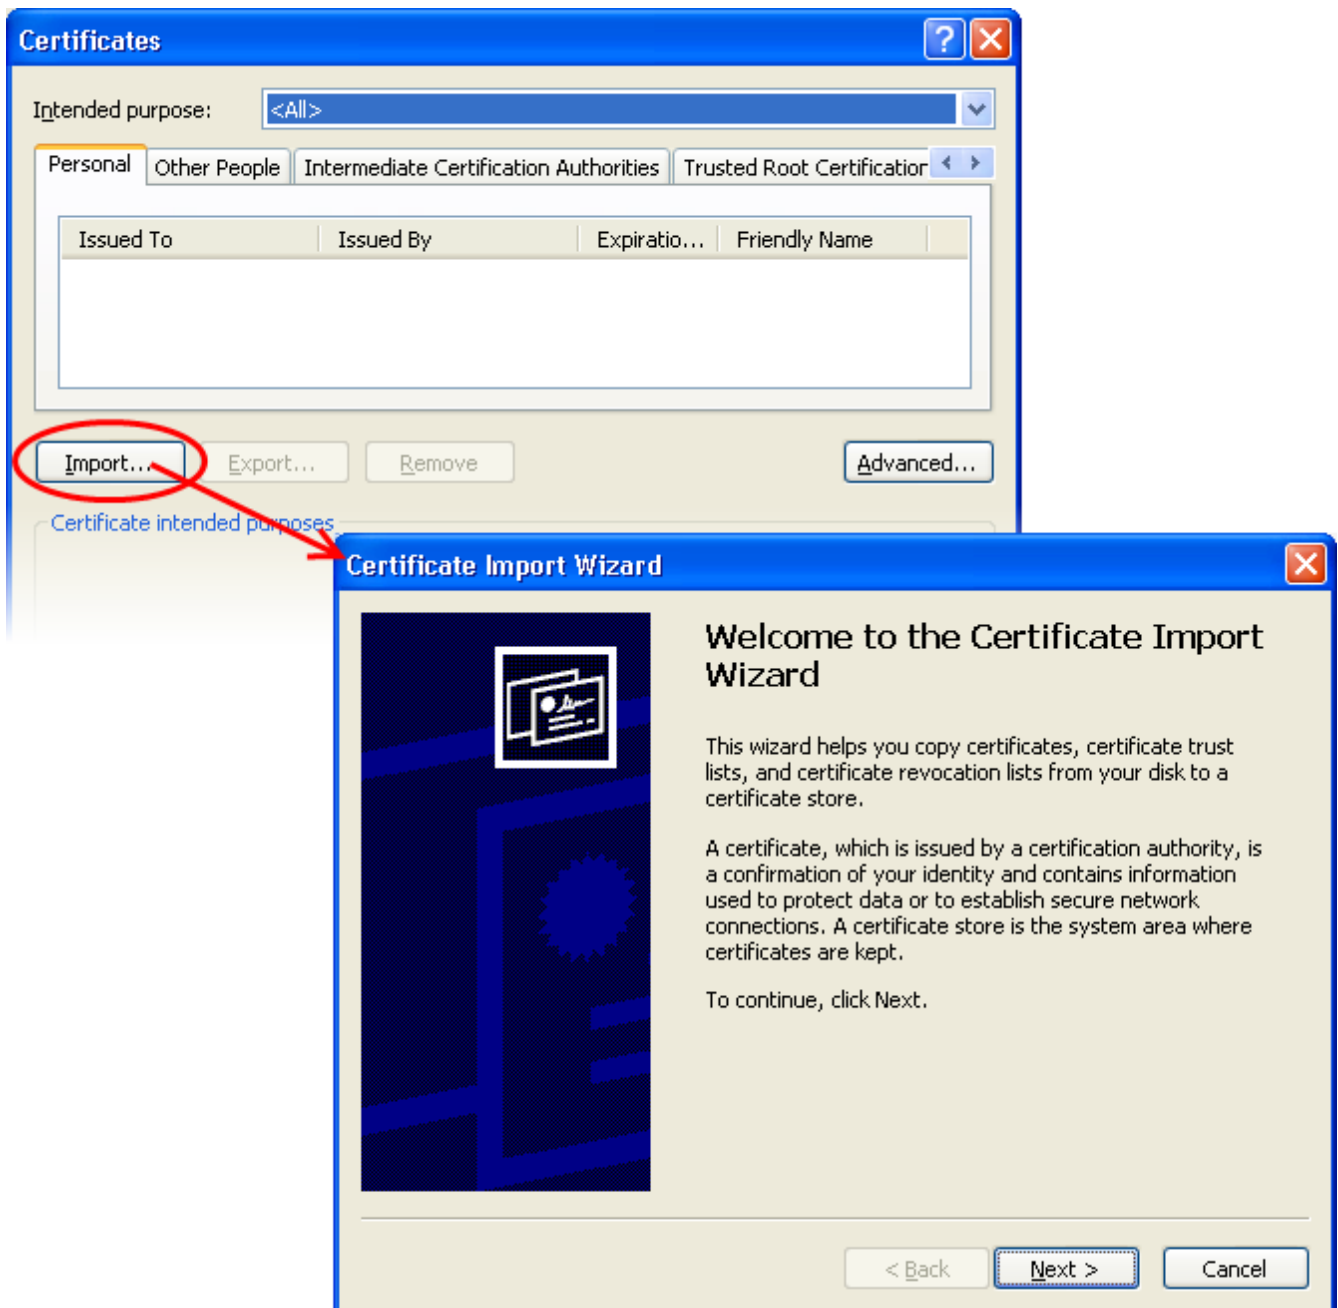 Certificates
Intended purpose: <All>
Personal Other People Intermediate Certification Authorities Trusted Root Certification
Issued To Issued By Expiratio... Friendly Name
Import... Export... Remove Advanced...
Certificate intended purposes
Certificate Import Wizard
Welcome to the Certificate Import
Wizard
This wizard helps you copy certificates, certificate trust
lists, and certificate revocation lists from your disk to a
certificate store.
A certificate, which is issued by a certification authority, is
a confirmation of your identity and contains information
used to protect data or to establish secure network
connections. A certificate store is the system area where
certificates are kept.
To continue, click Next.
< Back Next > Cancel